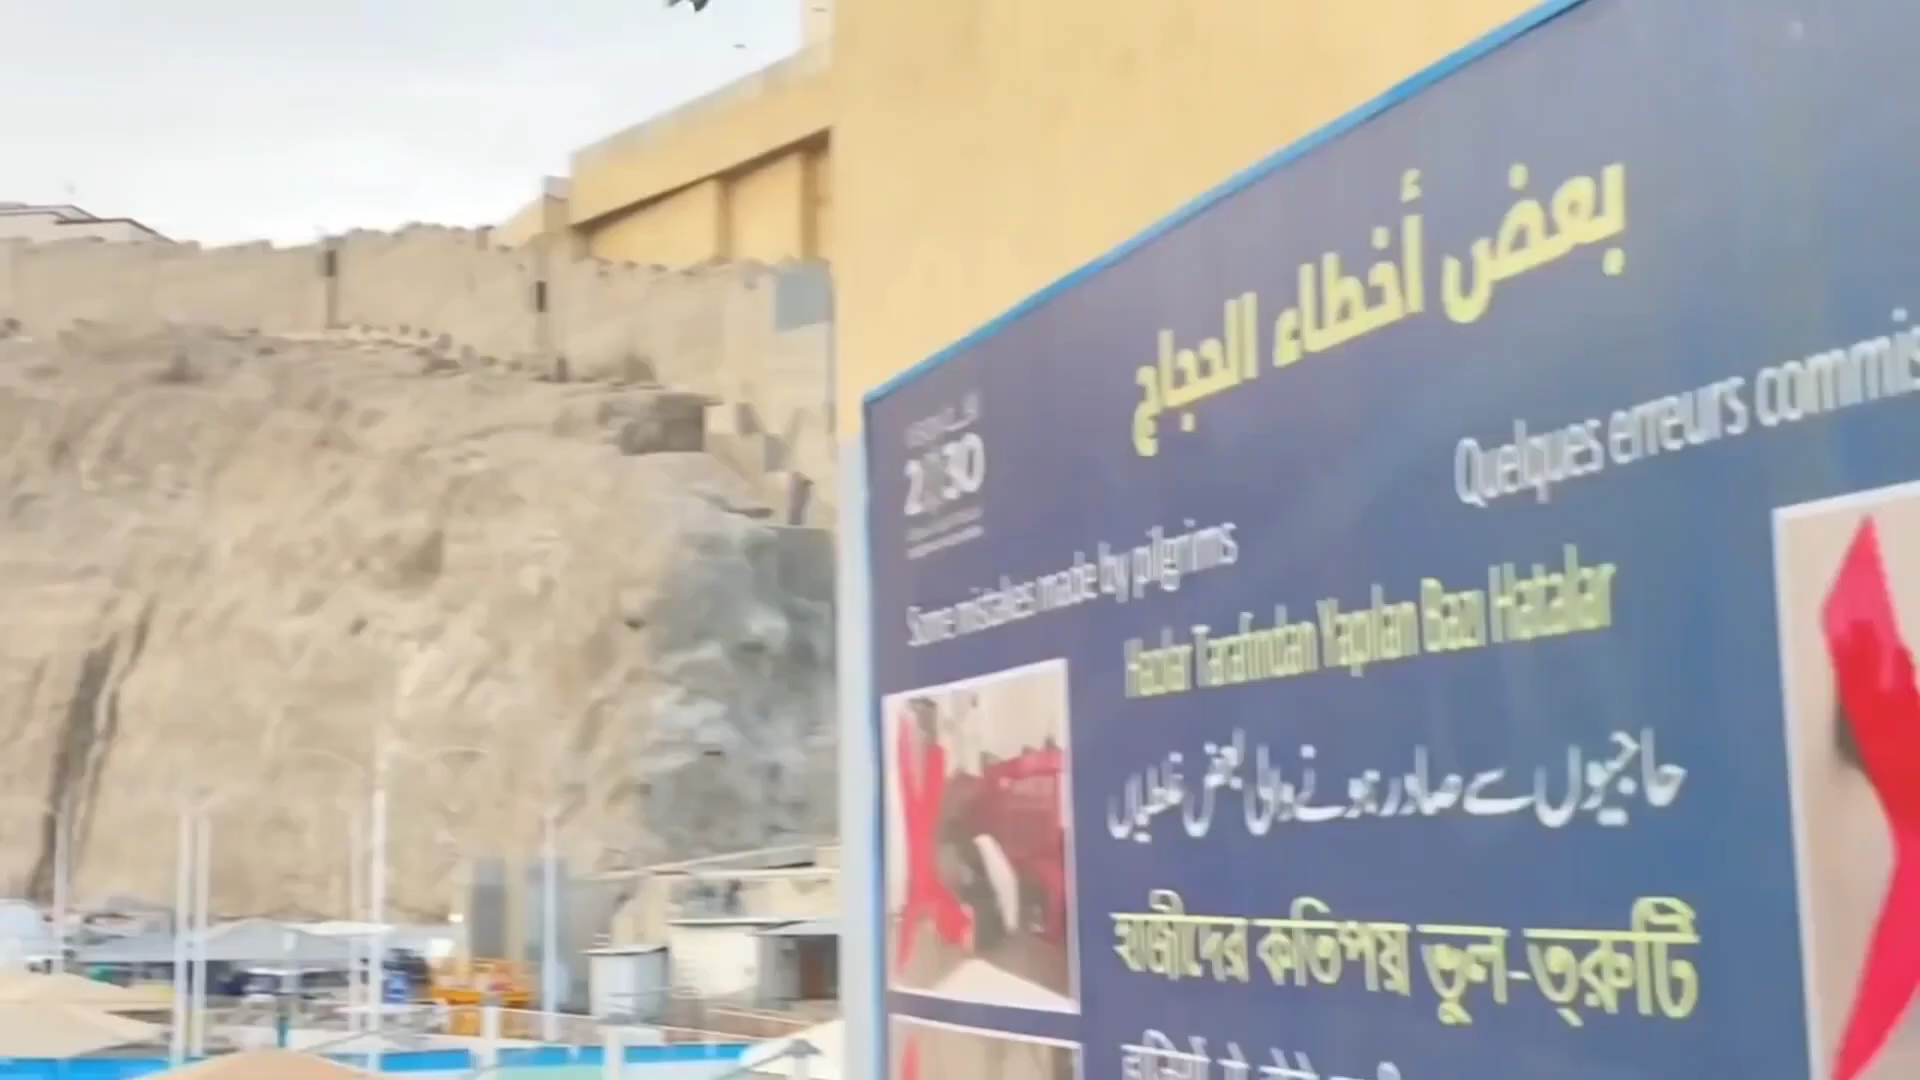 بعض أخطاء الحجاج
2030
Quelques erreurs commis
Some mistakes made by pilgrims
Hacılar Tarafından Yapılan Bazı Hatalar
حاجیوں سے صادر ہونے والی بعض غلطیاں
হাজীদের কতিপয় ভুল-ত্রুটি